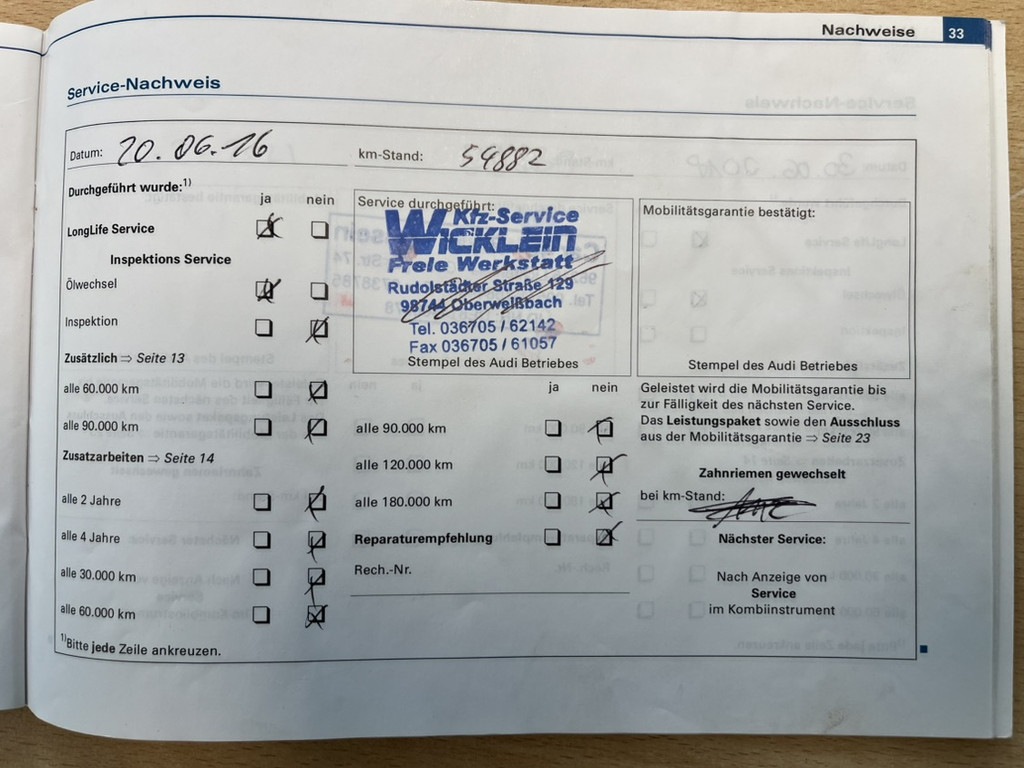 Nachweise 33
Service-Nachweis
Datum: 20.06.16 km-Stand: 54882
Durchgeführt wurde:1)
ja nein
LongLife Service
Inspektions Service
Ölwechsel
Inspektion
Zusätzlich ⇒ Seite 13
alle 60.000 km
alle 90.000 km
Zusatzarbeiten ⇒ Seite 14
alle 2 Jahre
alle 4 Jahre
alle 30.000 km
alle 60.000 km
1)Bitte jede Zeile ankreuzen.
Service durchgeführt:
Kfz-Service
WICKLEIN
Freie Werkstatt
Rudolstädter Straße 129
98744 Oberweißbach
Tel. 036705 / 62142
Fax 036705 / 61057
Stempel des Audi Betriebes
ja nein
alle 90.000 km
alle 120.000 km
alle 180.000 km
Reparaturempfehlung
Rech.-Nr.
Mobilitätsgarantie bestätigt:
Stempel des Audi Betriebes
Geleistet wird die Mobilitätsgarantie bis
zur Fälligkeit des nächsten Service.
Das Leistungspaket sowie den Ausschluss
aus der Mobilitätsgarantie ⇒ Seite 23
Zahnriemen gewechselt
bei km-Stand:
Nächster Service:
Nach Anzeige von
Service
im Kombiinstrument